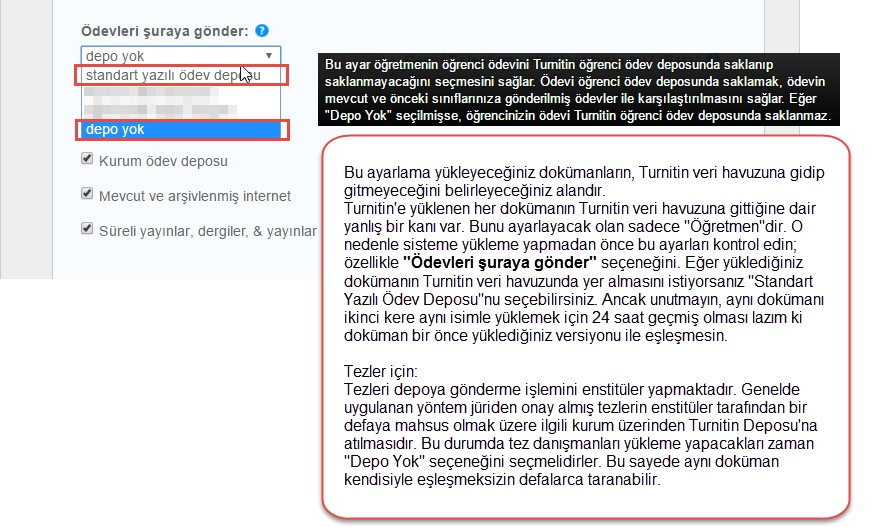 Ödevleri şuraya gönder:
depo yok
standart yazılı ödev deposu
depo yok
Kurum ödev deposu
Mevcut ve arşivlenmiş internet
Süreli yayınlar, dergiler, & yayınlar
Bu ayar öğretmenin öğrenci ödevini Turnitin öğrenci ödev deposunda saklanıp
saklanmayacağını seçmesini sağlar. Ödevi öğrenci ödev deposunda saklamak, ödevin
mevcut ve önceki sınıflarınıza gönderilmiş ödevler ile karşılaştırılmasını sağlar. Eğer
"Depo Yok" seçilmişse, öğrencinizin ödevi Turnitin öğrenci ödev deposunda saklanmaz.
Bu ayarlama yükleyeceğiniz dokümanların, Turnitin veri havuzuna gidip
gitmeyeceğini belirleyeceğiniz alandır.
Turnitin'e yüklenen her dokümanın Turnitin veri havuzuna gittiğine dair
yanlış bir kanı var. Bunu ayarlayacak olan sadece "Öğretmen"dir. O
nedenle sisteme yükleme yapmadan önce bu ayarları kontrol edin;
özellikle "Ödevleri şuraya gönder" seçeneğini. Eğer yüklediğiniz
dokümanın Turnitin veri havuzunda yer almasını istiyorsanız "Standart
Yazılı Ödev Deposu"nu seçebilirsiniz. Ancak unutmayın, aynı dokümanı
ikinci kere aynı isimle yüklemek için 24 saat geçmiş olması lazım ki
doküman bir önce yüklediğiniz versiyonu ile eşleşmesin.
Tezler için:
Tezleri depoya gönderme işlemini enstitüler yapmaktadır. Genelde
uygulanan yöntem jüriden onay almış tezlerin enstitüler tarafından bir
defaya mahsus olmak üzere ilgili kurum üzerinden Turnitin Deposu'na
atılmasıdır. Bu durumda tez danışmanları yükleme yapacakları zaman
"Depo Yok" seçeneğini seçmelidirler. Bu sayede aynı doküman
kendisiyle eşleşmeksizin defalarca taranabilir.